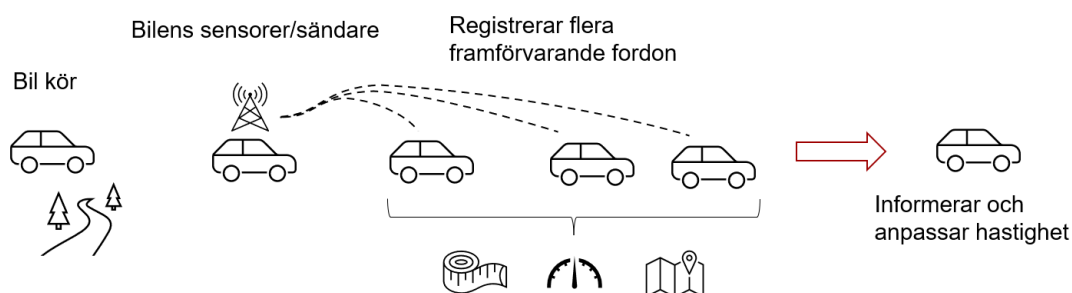 Bil kör
Bilens sensorer/sändare
Registrerar flera
framförvarande fordon
Informerar och
anpassar hastighet